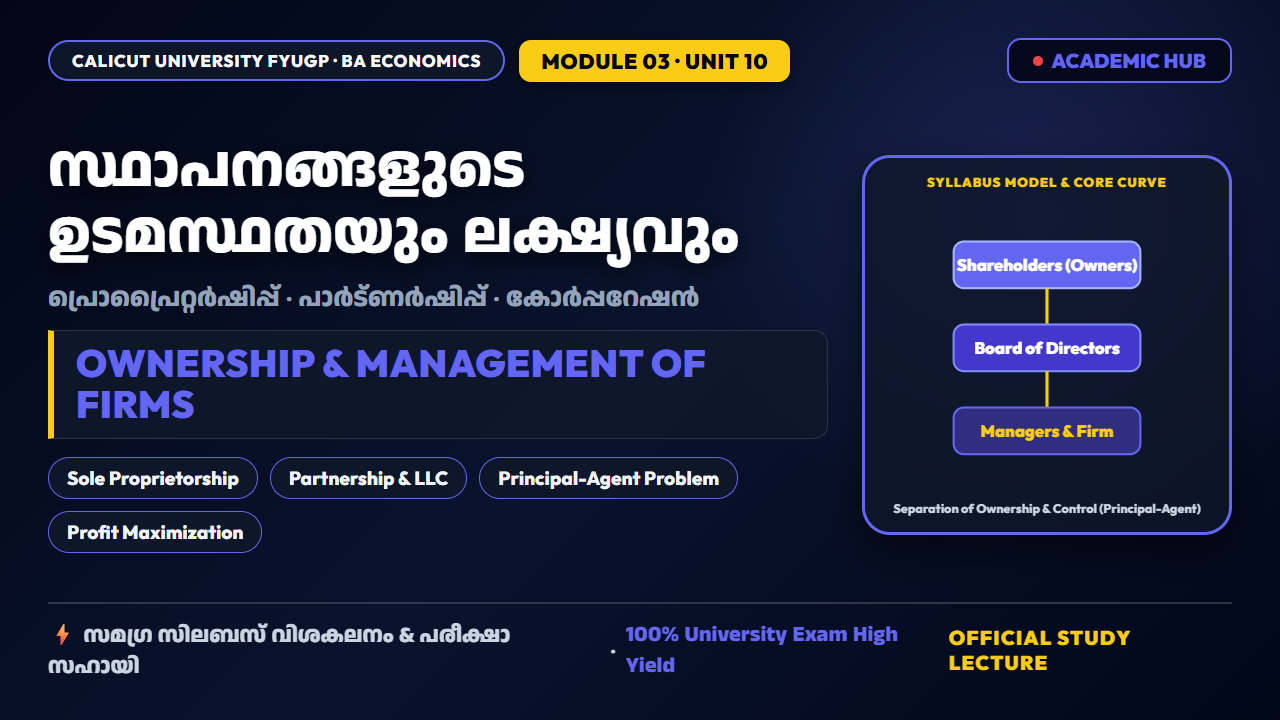 CALICUT UNIVERSITY FYUGP · BA ECONOMICS
MODULE 03 · UNIT 10
ACADEMIC HUB
സ്ഥാപനങ്ങളുടെ
ഉടമസ്ഥതയും ലക്ഷ്യവും
പ്രൊപ്രൈറ്റർഷിപ്പ് · പാർട്ണർഷിപ്പ് · കോർപ്പറേഷൻ
OWNERSHIP & MANAGEMENT OF
FIRMS
Sole Proprietorship
Partnership & LLC
Principal-Agent Problem
Profit Maximization
SYLLABUS MODEL & CORE CURVE
Shareholders (Owners)
Board of Directors
Managers & Firm
Separation of Ownership & Control (Principal-Agent)
⚡ സമഗ്ര സിലബസ് വിശകലനം & പരീക്ഷാ
സഹായി
·
100% University Exam High
Yield
OFFICIAL STUDY
LECTURE